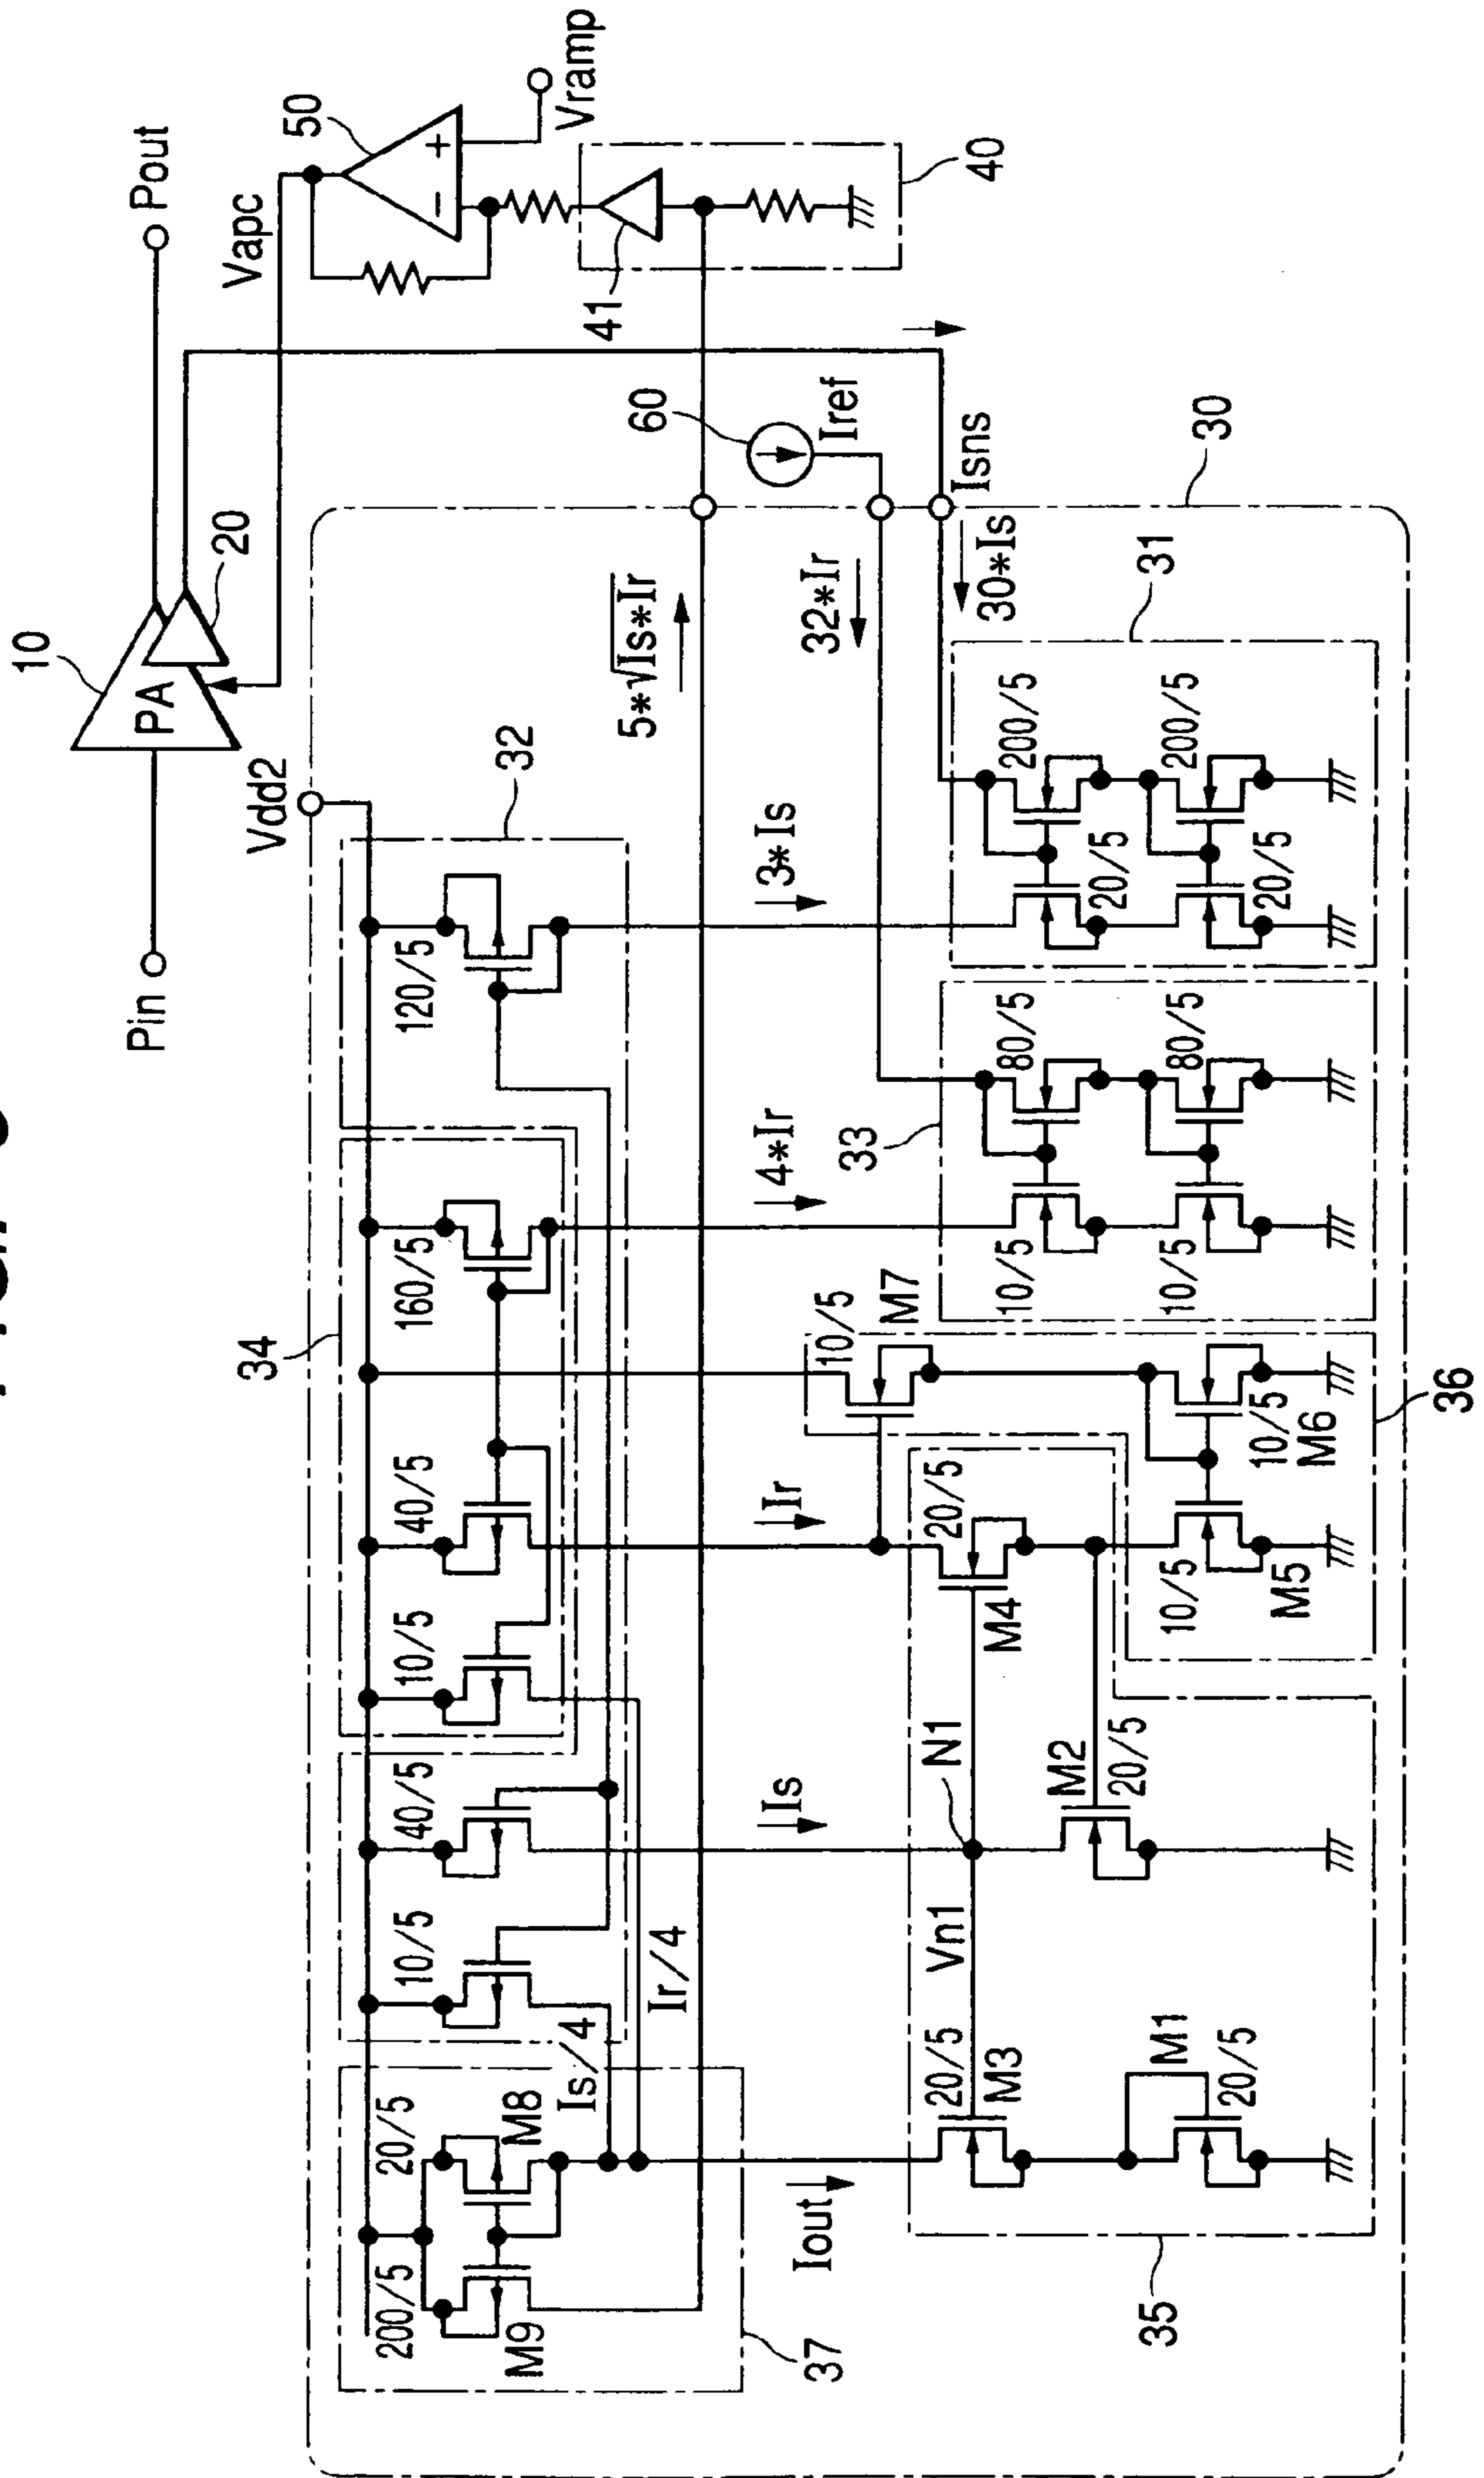 10
Pin
PA
Pout
20
Vapc
50
Vramp
41
40
Vdd2
60
Iref
Isns
30
34
32
37
200/5
20/5
M9
M8
10/5
40/5
10/5
40/5
160/5
120/5
Is/4
Ir/4
5*√Is*Ir
32*Ir
30*Is
Iout
Is
Ir
4*Ir
3*Is
Vn1
N1
20/5
M3
M1
20/5
M2
20/5
20/5
M4
10/5
M7
10/5
M5
10/5
M6
33
10/5
80/5
10/5
80/5
31
20/5
200/5
20/5
200/5
35
36